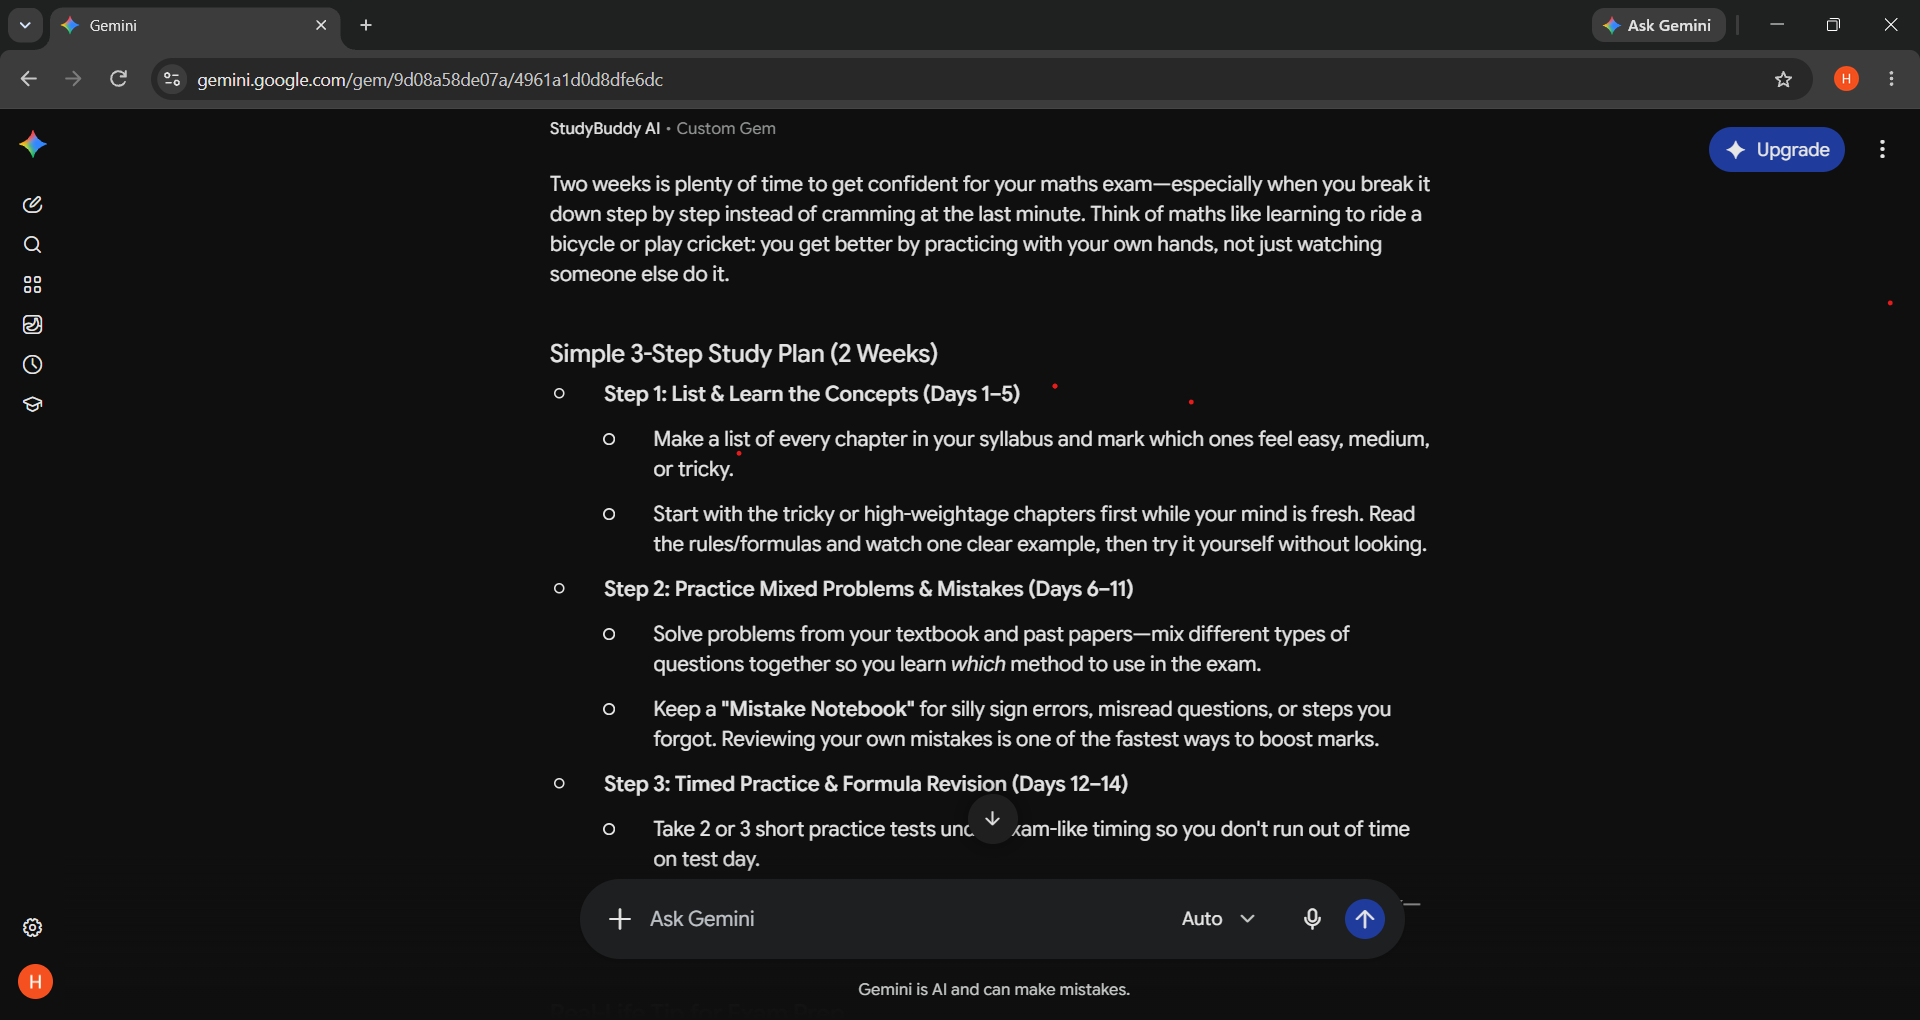 Gemini
Ask Gemini
gemini.google.com/gem/9d08a58de07a/4961a1d0d8dfe6dc
H
StudyBuddy AI • Custom Gem
Upgrade
Two weeks is plenty of time to get confident for your maths exam—especially when you break it
down step by step instead of cramming at the last minute. Think of maths like learning to ride a
bicycle or play cricket: you get better by practicing with your own hands, not just watching
someone else do it.
Simple 3-Step Study Plan (2 Weeks)
Step 1: List & Learn the Concepts (Days 1–5)
Make a list of every chapter in your syllabus and mark which ones feel easy, medium,
or tricky.
Start with the tricky or high-weightage chapters first while your mind is fresh. Read
the rules/formulas and watch one clear example, then try it yourself without looking.
Step 2: Practice Mixed Problems & Mistakes (Days 6–11)
Solve problems from your textbook and past papers—mix different types of
questions together so you learn which method to use in the exam.
Keep a "Mistake Notebook" for silly sign errors, misread questions, or steps you
forgot. Reviewing your own mistakes is one of the fastest ways to boost marks.
Step 3: Timed Practice & Formula Revision (Days 12–14)
Take 2 or 3 short practice tests exam-like timing so you don't run out of time
on test day.
Ask Gemini
Auto
H
Gemini is AI and can make mistakes.